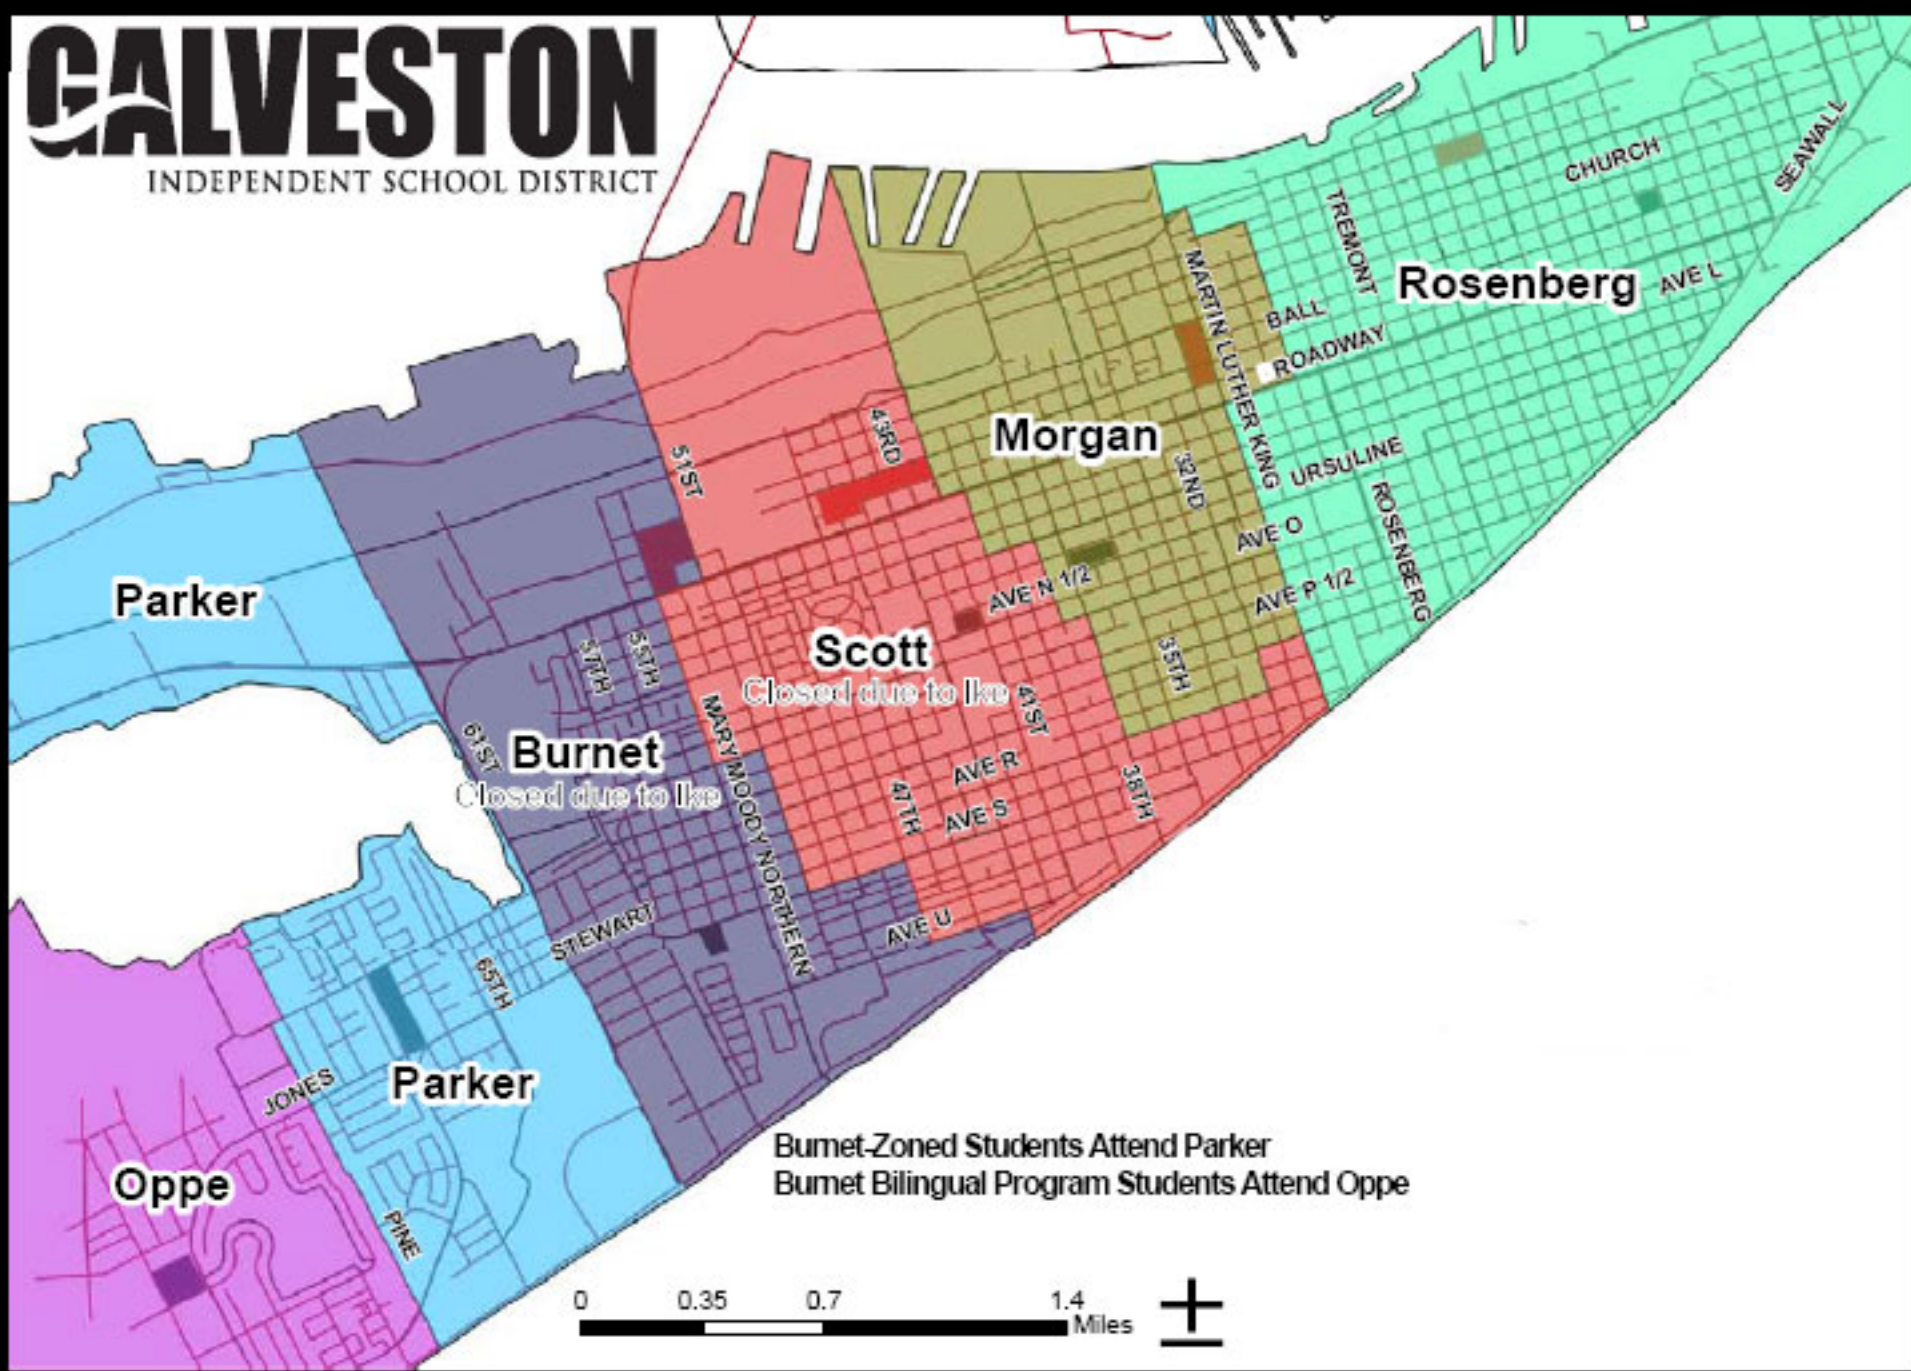 GALVESTON
INDEPENDENT SCHOOL DISTRICT
CHURCH
SEAWALL
TREMONT
Rosenberg
AVE L
MARTIN LUTHER KING
BALL
ROADWAY
43RD
Morgan
51ST
32ND
URSULINE
ROSENBERG
AVE O
AVE N 1/2
AVE P 1/2
Parker
57TH
55TH
Scott
Closed due to Ike
41ST
35TH
61ST
Burnet
Closed due to Ike
MARY MOODY NORTHERN
AVE R
47TH
AVE S
38TH
STEWART
AVE U
65TH
JONES
Parker
Oppe
PINE
Burnet-Zoned Students Attend Parker
Burnet Bilingual Program Students Attend Oppe
0 0.35 0.7 1.4
Miles